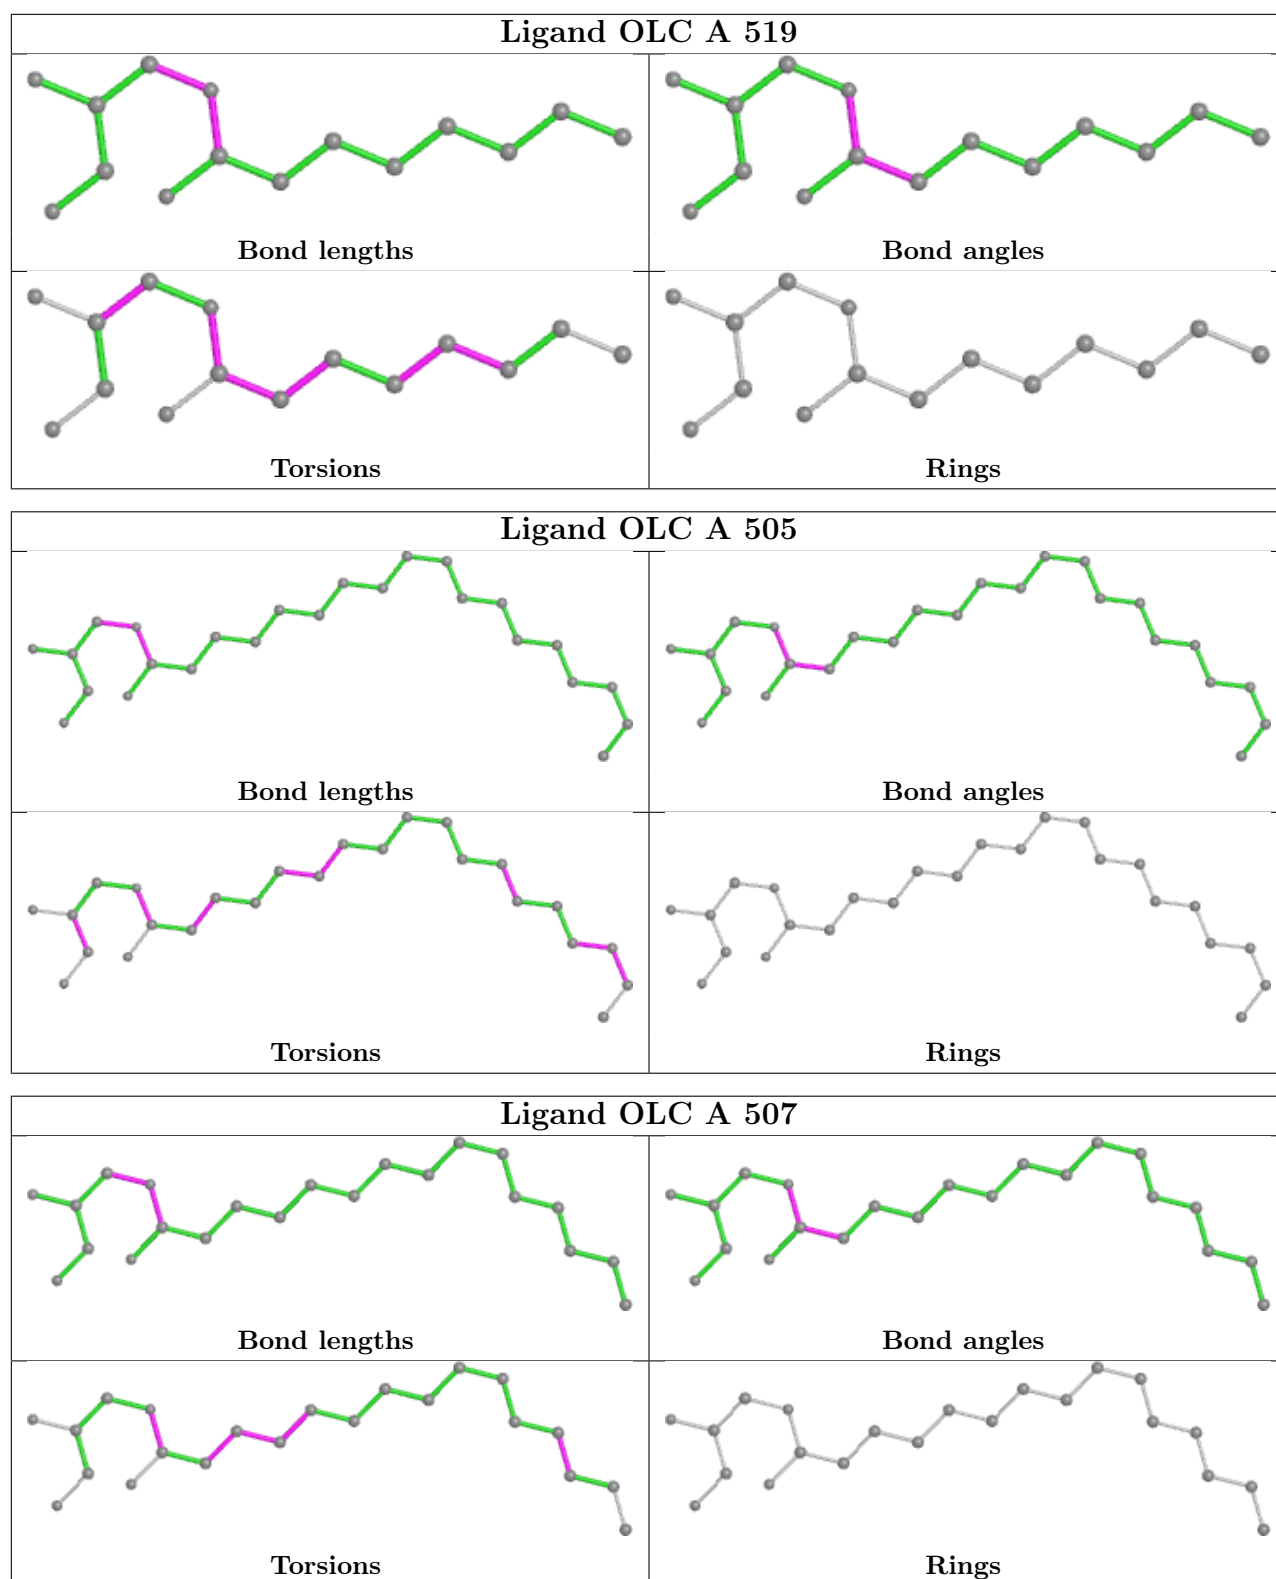 Ligand OLC A 519
Bond lengths
Bond angles
Torsions
Rings
Ligand OLC A 505
Bond lengths
Bond angles
Torsions
Rings
Ligand OLC A 507
Bond lengths
Bond angles
Torsions
Rings